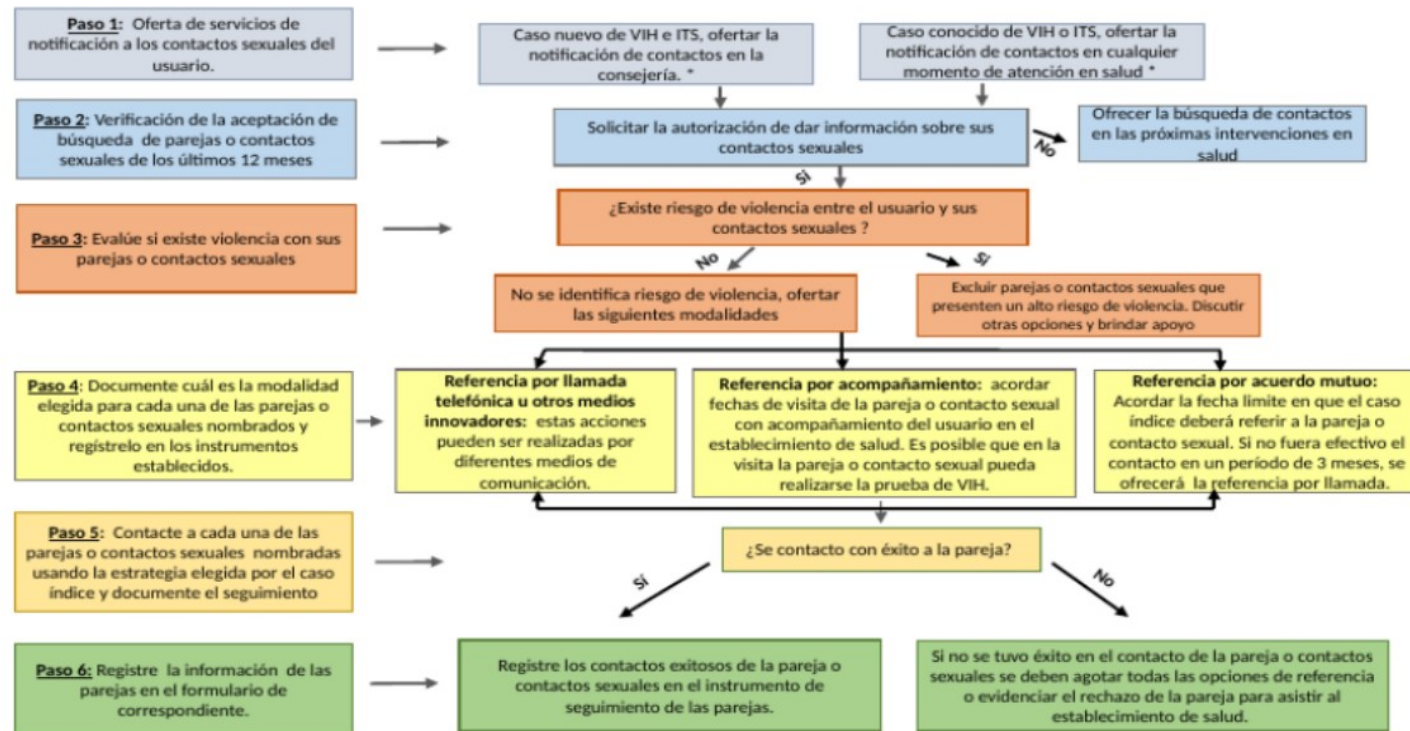 Paso 1: Oferta de servicios de
notificación a los contactos sexuales del
usuario.
Caso nuevo de VIH e ITS, ofertar la
notificación de contactos en la
consejería. *
Caso conocido de VIH o ITS, ofertar la
notificación de contactos en cualquier
momento de atención en salud *
Paso 2: Verificación de la aceptación de
búsqueda de parejas o contactos
sexuales de los últimos 12 meses
Solicitar la autorización de dar información sobre sus
contactos sexuales
No
Ofrecer la búsqueda de contactos
en las próximas intervenciones en
salud
Si
Paso 3: Evalúe si existe violencia con sus
parejas o contactos sexuales
¿Existe riesgo de violencia entre el usuario y sus
contactos sexuales ?
No
Si
No se identifica riesgo de violencia, ofertar
las siguientes modalidades
Excluir parejas o contactos sexuales que
presenten un alto riesgo de violencia. Discutir
otras opciones y brindar apoyo
Paso 4: Documente cuál es la modalidad
elegida para cada una de las parejas o
contactos sexuales nombrados y
regístrelo en los instrumentos
establecidos.
Referencia por llamada
telefónica u otros medios
innovadores: estas acciones
pueden ser realizadas por
diferentes medios de
comunicación.
Referencia por acompañamiento: acordar
fechas de visita de la pareja o contacto sexual
con acompañamiento del usuario en el
establecimiento de salud. Es posible que en la
visita la pareja o contacto sexual pueda
realizarse la prueba de VIH.
Referencia por acuerdo mutuo:
Acordar la fecha limite en que el caso
índice deberá referir a la pareja o
contacto sexual. Si no fuera efectivo el
contacto en un período de 3 meses, se
ofrecerá la referencia por llamada.
Paso 5: Contacte a cada una de las
parejas o contactos sexuales nombradas
usando la estrategia elegida por el caso
índice y documente el seguimiento
¿Se contacto con éxito a la pareja?
Sí
No
Paso 6: Registre la información de las
parejas en el formulario de
correspondiente.
Registre los contactos exitosos de la pareja o
contactos sexuales en el instrumento de
seguimiento de las parejas.
Si no se tuvo éxito en el contacto de la pareja o contactos
sexuales se deben agotar todas las opciones de referencia
o evidenciar el rechazo de la pareja para asistir al
establecimiento de salud.